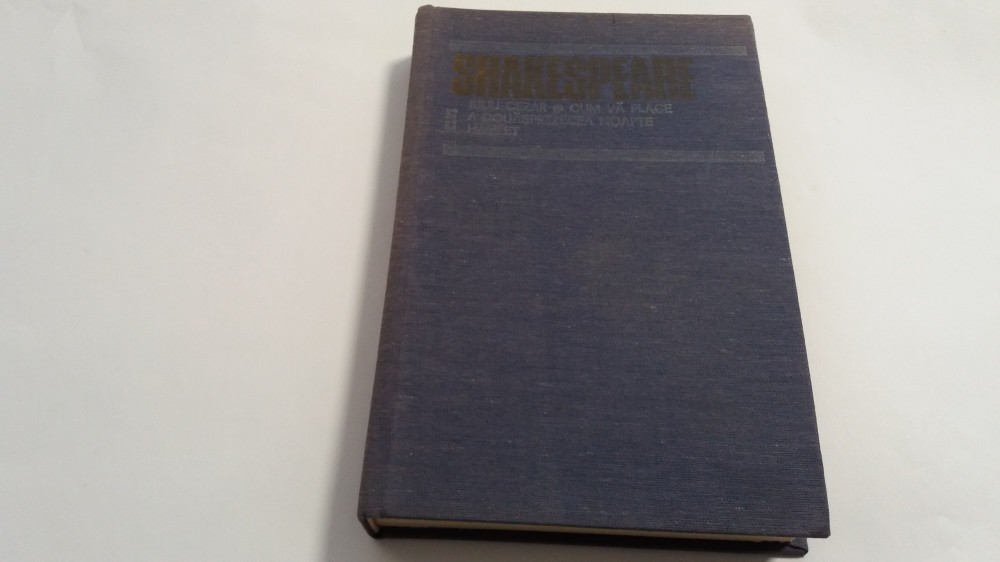 SHAKESPEARE
IULIU CEZAR • CUM VĂ PLACE
A DOUĂSPREZECEA NOAPTE
HAMLET